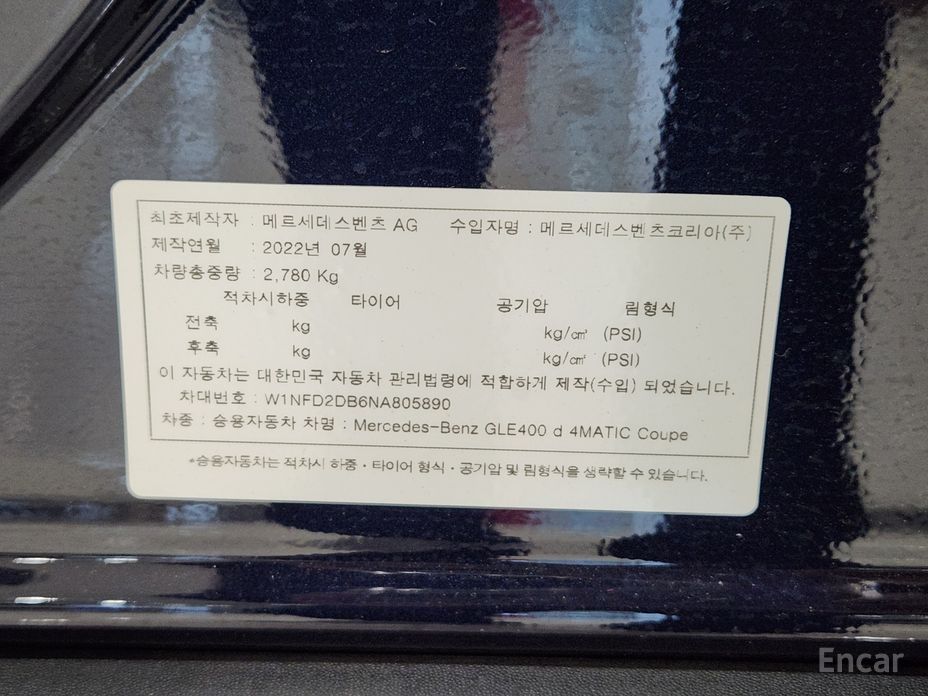 최초제작자 : 메르세데스벤츠 AG 수입자명 : 메르세데스벤츠코리아(주)
제작연월 : 2022년 07월
차량총중량 : 2,780 Kg
적차시하중 타이어 공기압 림형식
전축 kg kg/㎠ (PSI)
후축 kg kg/㎠ (PSI)
이 자동차는 대한민국 자동차 관리법령에 적합하게 제작(수입) 되었습니다.
차대번호 : W1NFD2DB6NA805890
차종 : 승용자동차 차명 : Mercedes-Benz GLE400 d 4MATIC Coupe
*승용자동차는 적차시 하중 · 타이어 형식 · 공기압 및 림형식을 생략할 수 있습니다.
Encar